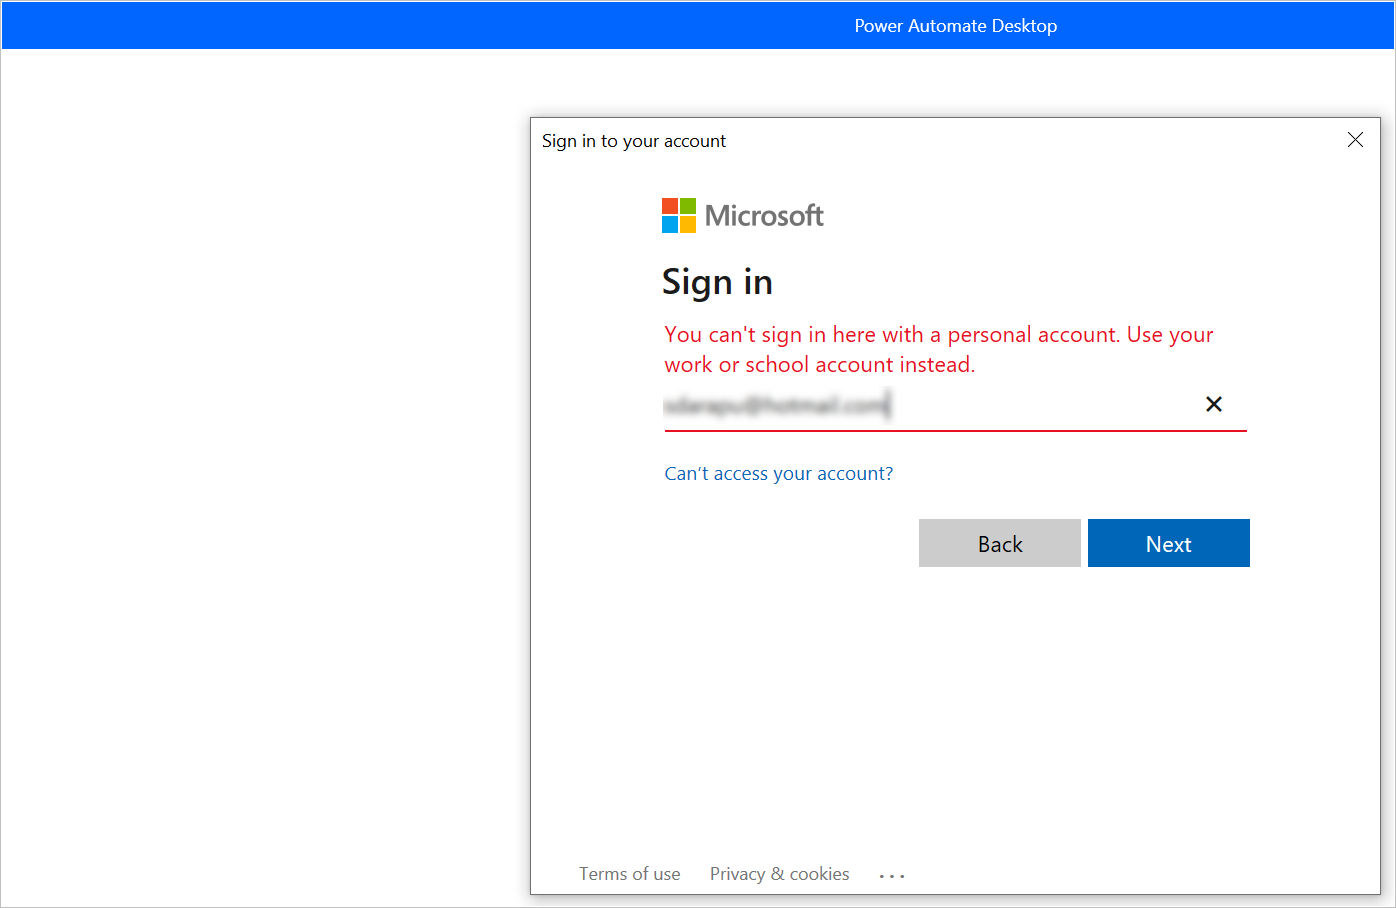 Power Automate Desktop
Sign in to your account
Microsoft
Sign in
You can't sign in here with a personal account. Use your
work or school account instead.
Can’t access your account?
Back
Next
Terms of use
Privacy & cookies
...